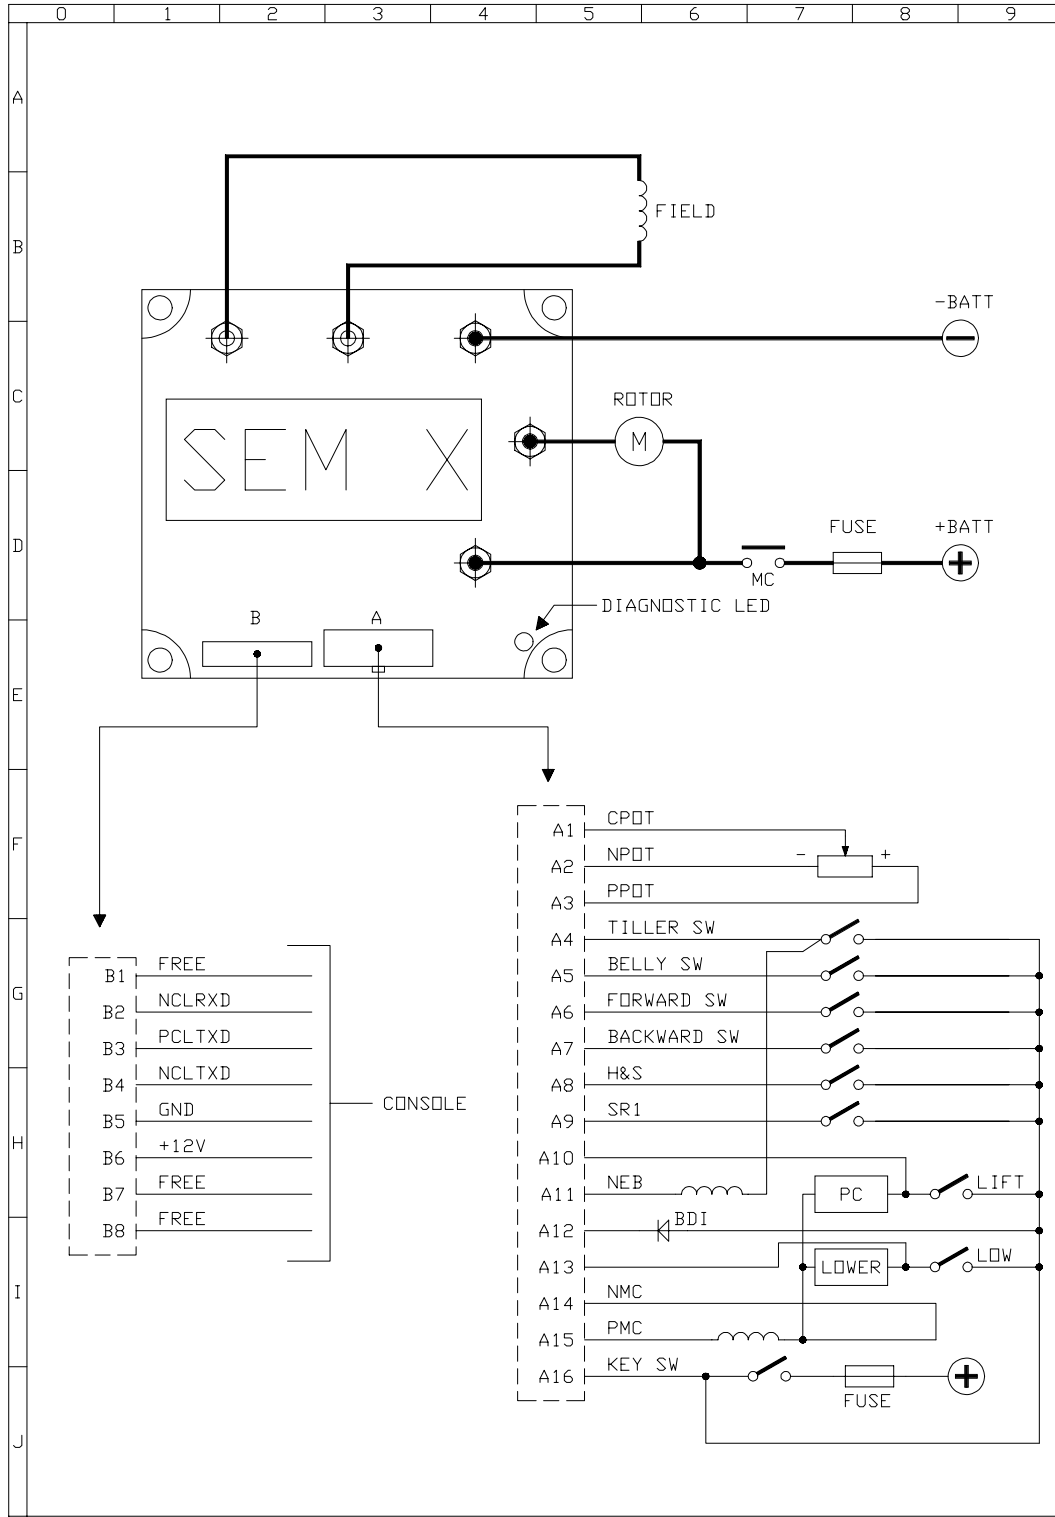 0 1 2 3 4 5 6 7 8 9
A
FIELD
B
-BATT
C
ROTOR
SEM X
M
FUSE
+BATT
D
MC
DIAGNOSTIC LED
B
A
E
A1 CPOT
F
A2 NPOT - +
A3 PPOT
A4 TILLER SW
B1 FREE
A5 BELLY SW
G
B2 NCLRXD
A6 FORWARD SW
B3 PCLTXD
A7 BACKWARD SW
B4 NCLTXD
A8 H&S
CONSOLE
B5 GND
A9 SR1
H
B6 +12V
A10
B7 FREE
A11 NEB
PC
LIFT
B8 FREE
A12 BDI
A13
LOWER
LOW
I
A14 NMC
A15 PMC
A16 KEY SW
FUSE
J